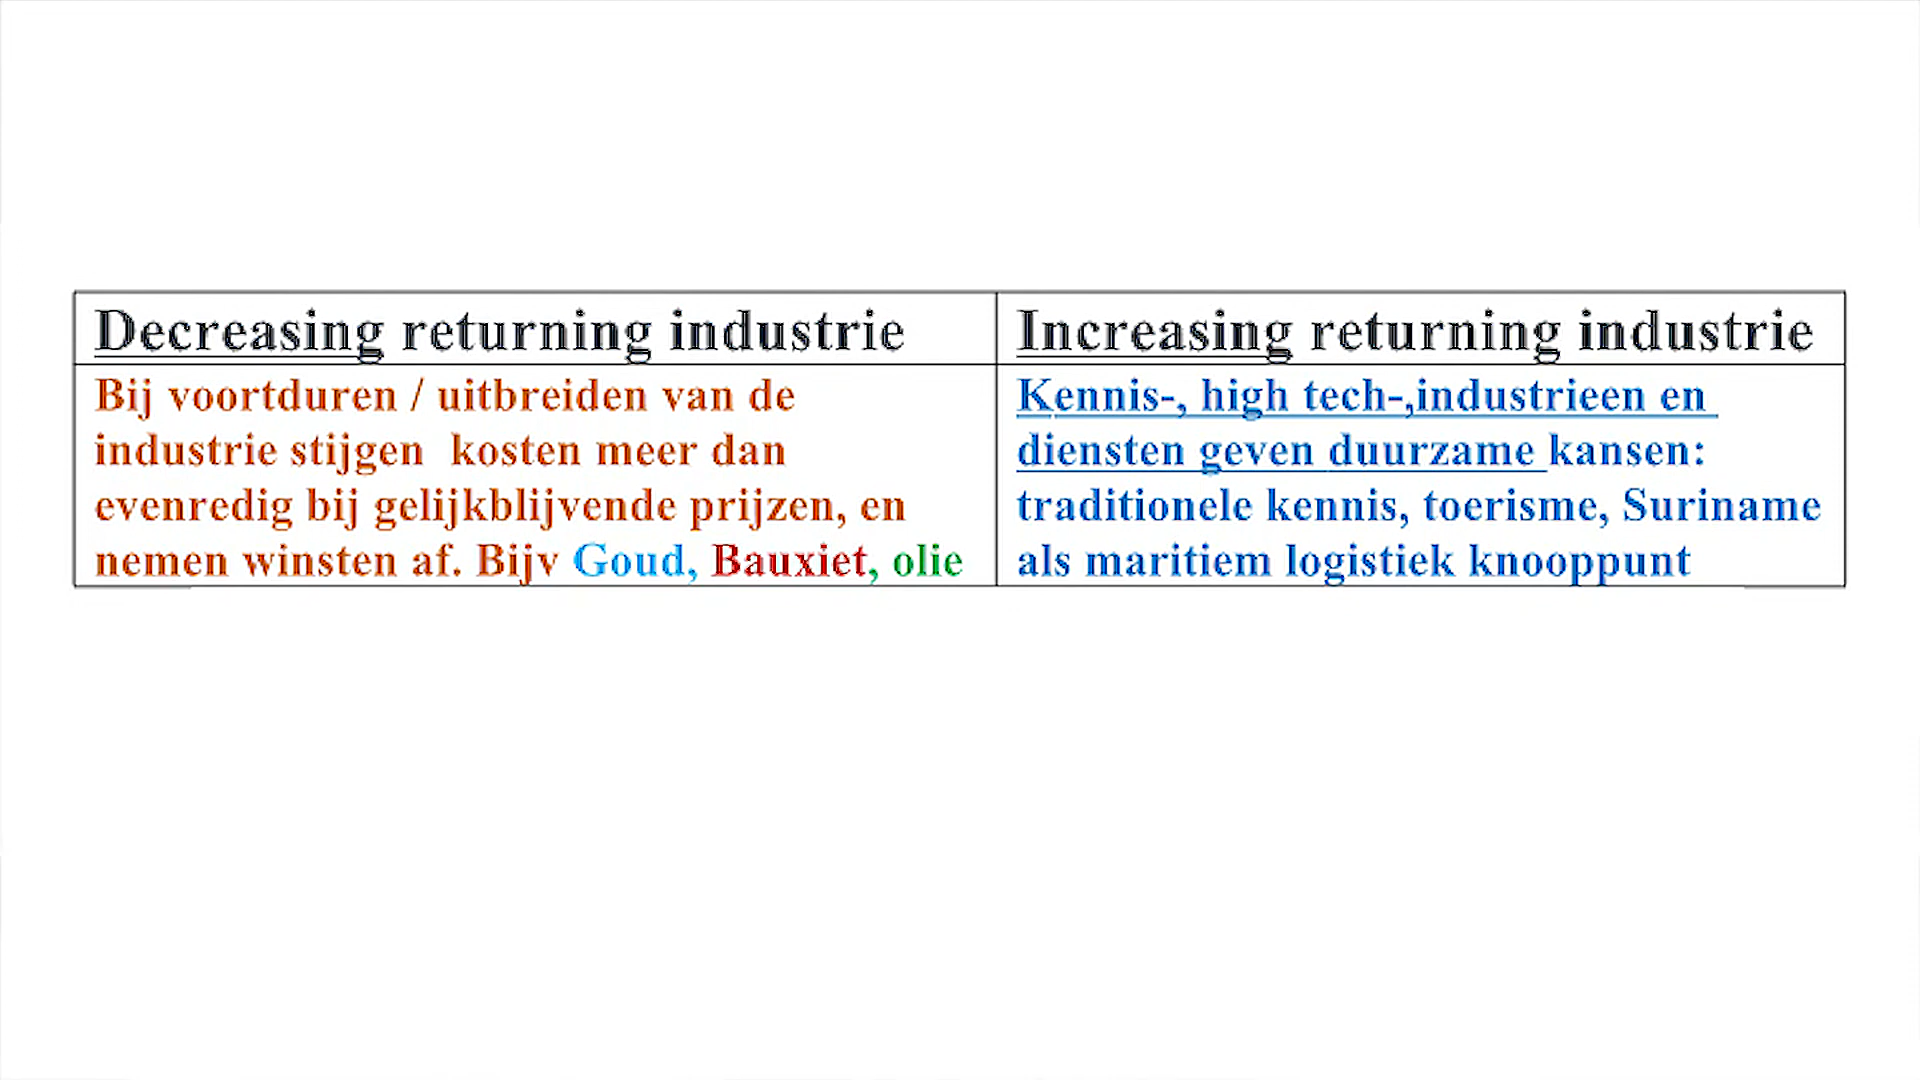 Decreasing returning industrie
Bij voortduren / uitbreiden van de
industrie stijgen kosten meer dan
evenredig bij gelijkblijvende prijzen, en
nemen winsten af. Bijv Goud, Bauxiet, olie
Increasing returning industrie
Kennis-, high tech-,industrieen en
diensten geven duurzame kansen:
traditionele kennis, toerisme, Suriname
als maritiem logistiek knooppunt